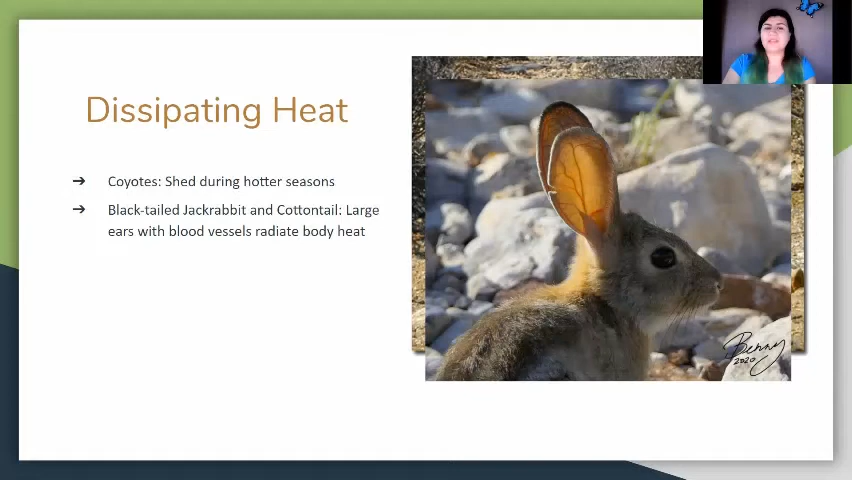 Dissipating Heat
➔ Coyotes: Shed during hotter seasons
➔ Black-tailed Jackrabbit and Cottontail: Large
ears with blood vessels radiate body heat
Benny
2020